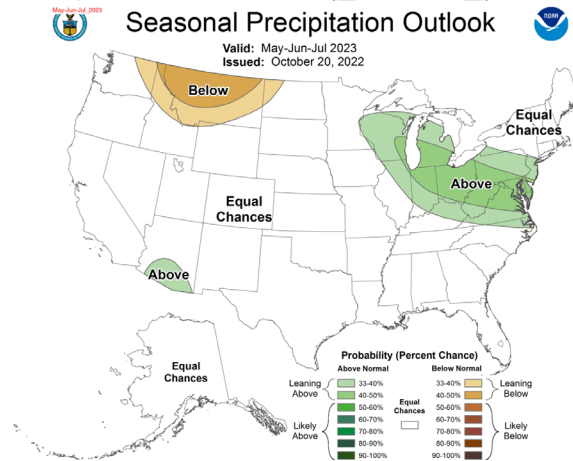 May-Jun-Jul_2023
Seasonal Precipitation Outlook
NOAA
Valid: May-Jun-Jul 2023
Issued: October 20, 2022
Below
Equal
Chances
Above
Equal
Chances
Above
Equal
Chances
Probability (Percent Chance)
Above Normal
Below Normal
Leaning
Above
33-40%
40-50%
Likely
Above
50-60%
60-70%
70-80%
80-90%
90-100%
Equal
Chances
33-40%
40-50%
Leaning
Below
50-60%
60-70%
70-80%
80-90%
90-100%
Likely
Below